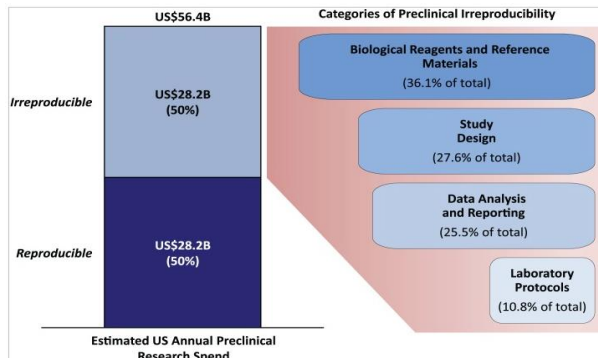 US$56.4B
Categories of Preclinical Irreproducibility
Irreproducible
US$28.2B
(50%)
Reproducible
US$28.2B
(50%)
Estimated US Annual Preclinical
Research Spend
Biological Reagents and Reference
Materials
(36.1% of total)
Study
Design
(27.6% of total)
Data Analysis
and Reporting
(25.5% of total)
Laboratory
Protocols
(10.8% of total)